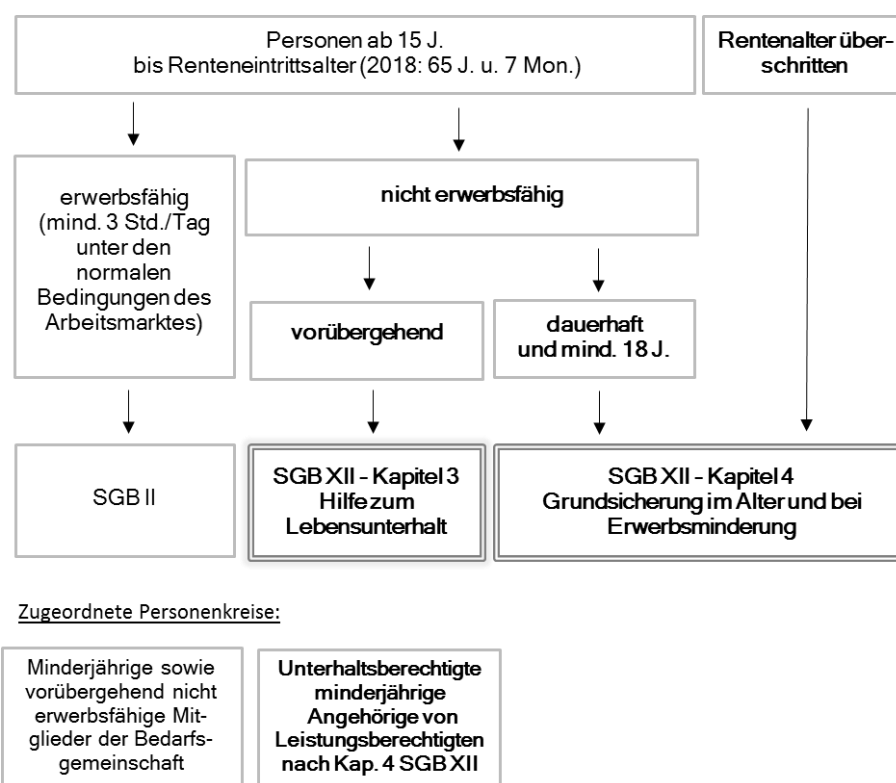 Personen ab 15 J.
bis Renteneintrittsalter (2018: 65 J. u. 7 Mon.)
Rentenalter über-
schritten
erwerbsfähig
(mind. 3 Std./Tag
unter den
normalen
Bedingungen des
Arbeitsmarktes)
nicht erwerbsfähig
vorübergehend
dauerhaft
und mind. 18 J.
SGB II
SGB XII - Kapitel 3
Hilfe zum
Lebensunterhalt
SGB XII - Kapitel 4
Grundsicherung im Alter und bei
Erwerbsminderung
Zugeordnete Personenkreise:
Minderjährige sowie
vorübergehend nicht
erwerbsfähige Mit-
glieder der Bedarfs-
gemeinschaft
Unterhaltsberechtigte
minderjährige
Angehörige von
Leistungsberechtigten
nach Kap. 4 SGB XII